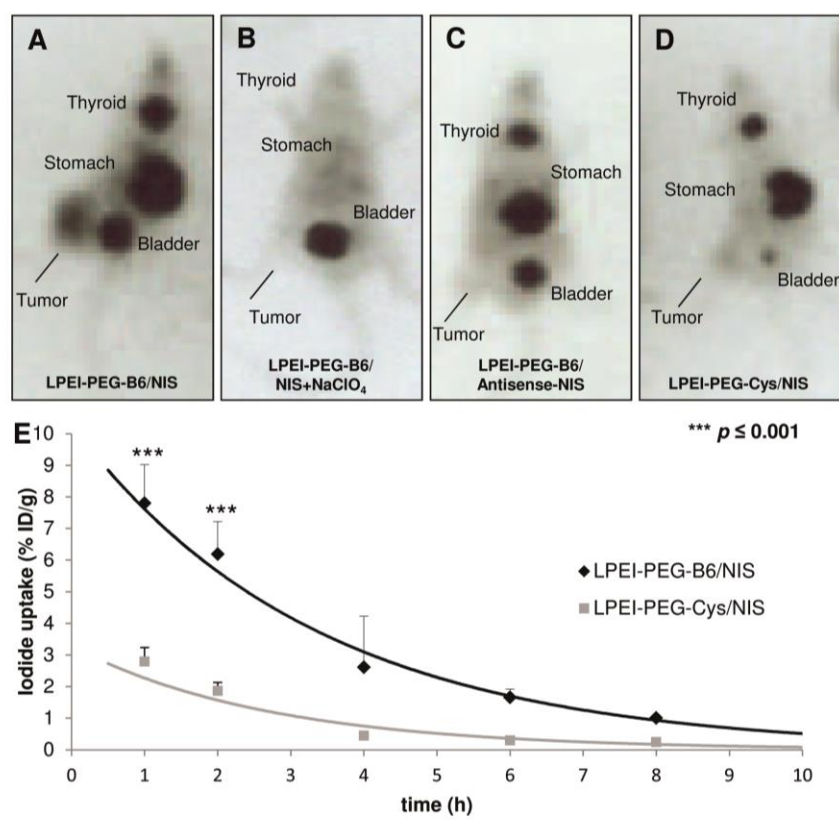 A
Thyroid
Stomach
Bladder
Tumor
LPEI-PEG-B6/NIS
B
Thyroid
Stomach
Bladder
Tumor
LPEI-PEG-B6/
NIS+NaClO₄
C
Thyroid
Stomach
Bladder
Tumor
LPEI-PEG-B6/
Antisense-NIS
D
Thyroid
Stomach
Bladder
Tumor
LPEI-PEG-Cys/NIS
E
*** p ≤ 0.001
Iodide uptake (% ID/g)
10
9
8
7
6
5
4
3
2
1
0
***
***
LPEI-PEG-B6/NIS
LPEI-PEG-Cys/NIS
0 1 2 3 4 5 6 7 8 9 10
time (h)